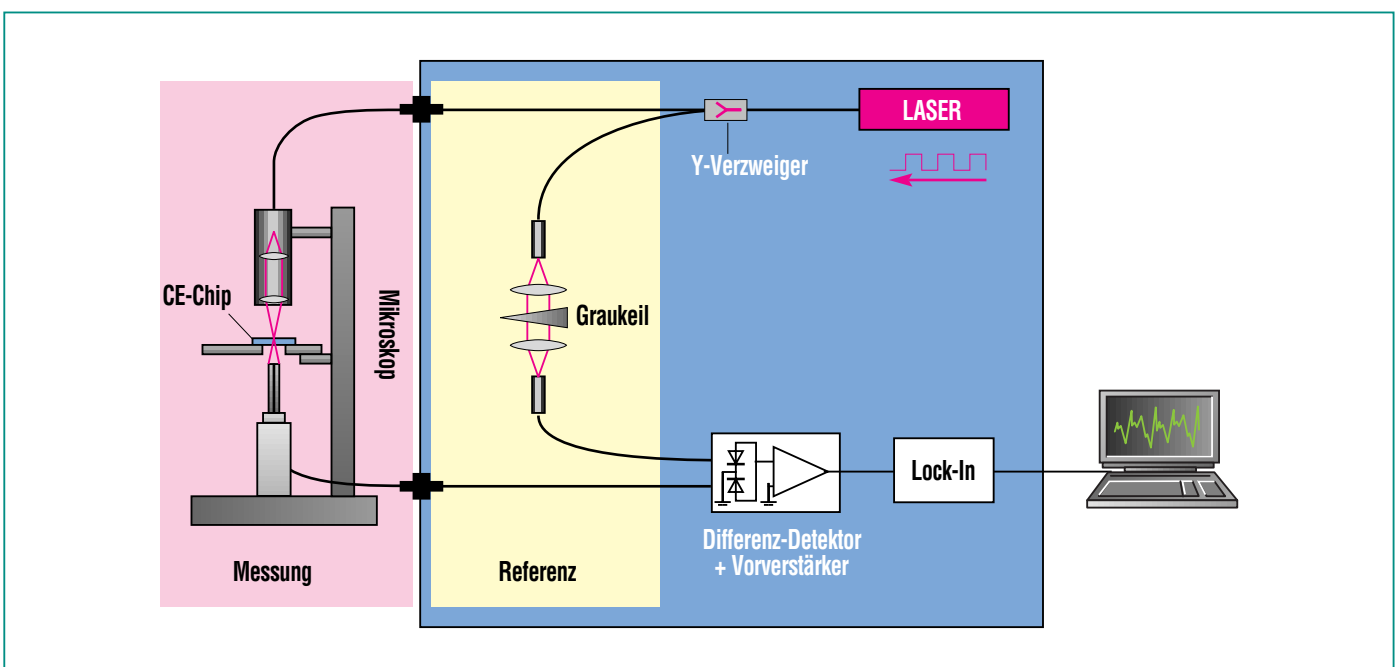 LASER
Y-Verzweiger
CE-Chip
Mikroskop
Graukeil
Lock-In
Differenz-Detektor
+ Vorverstärker
Messung
Referenz